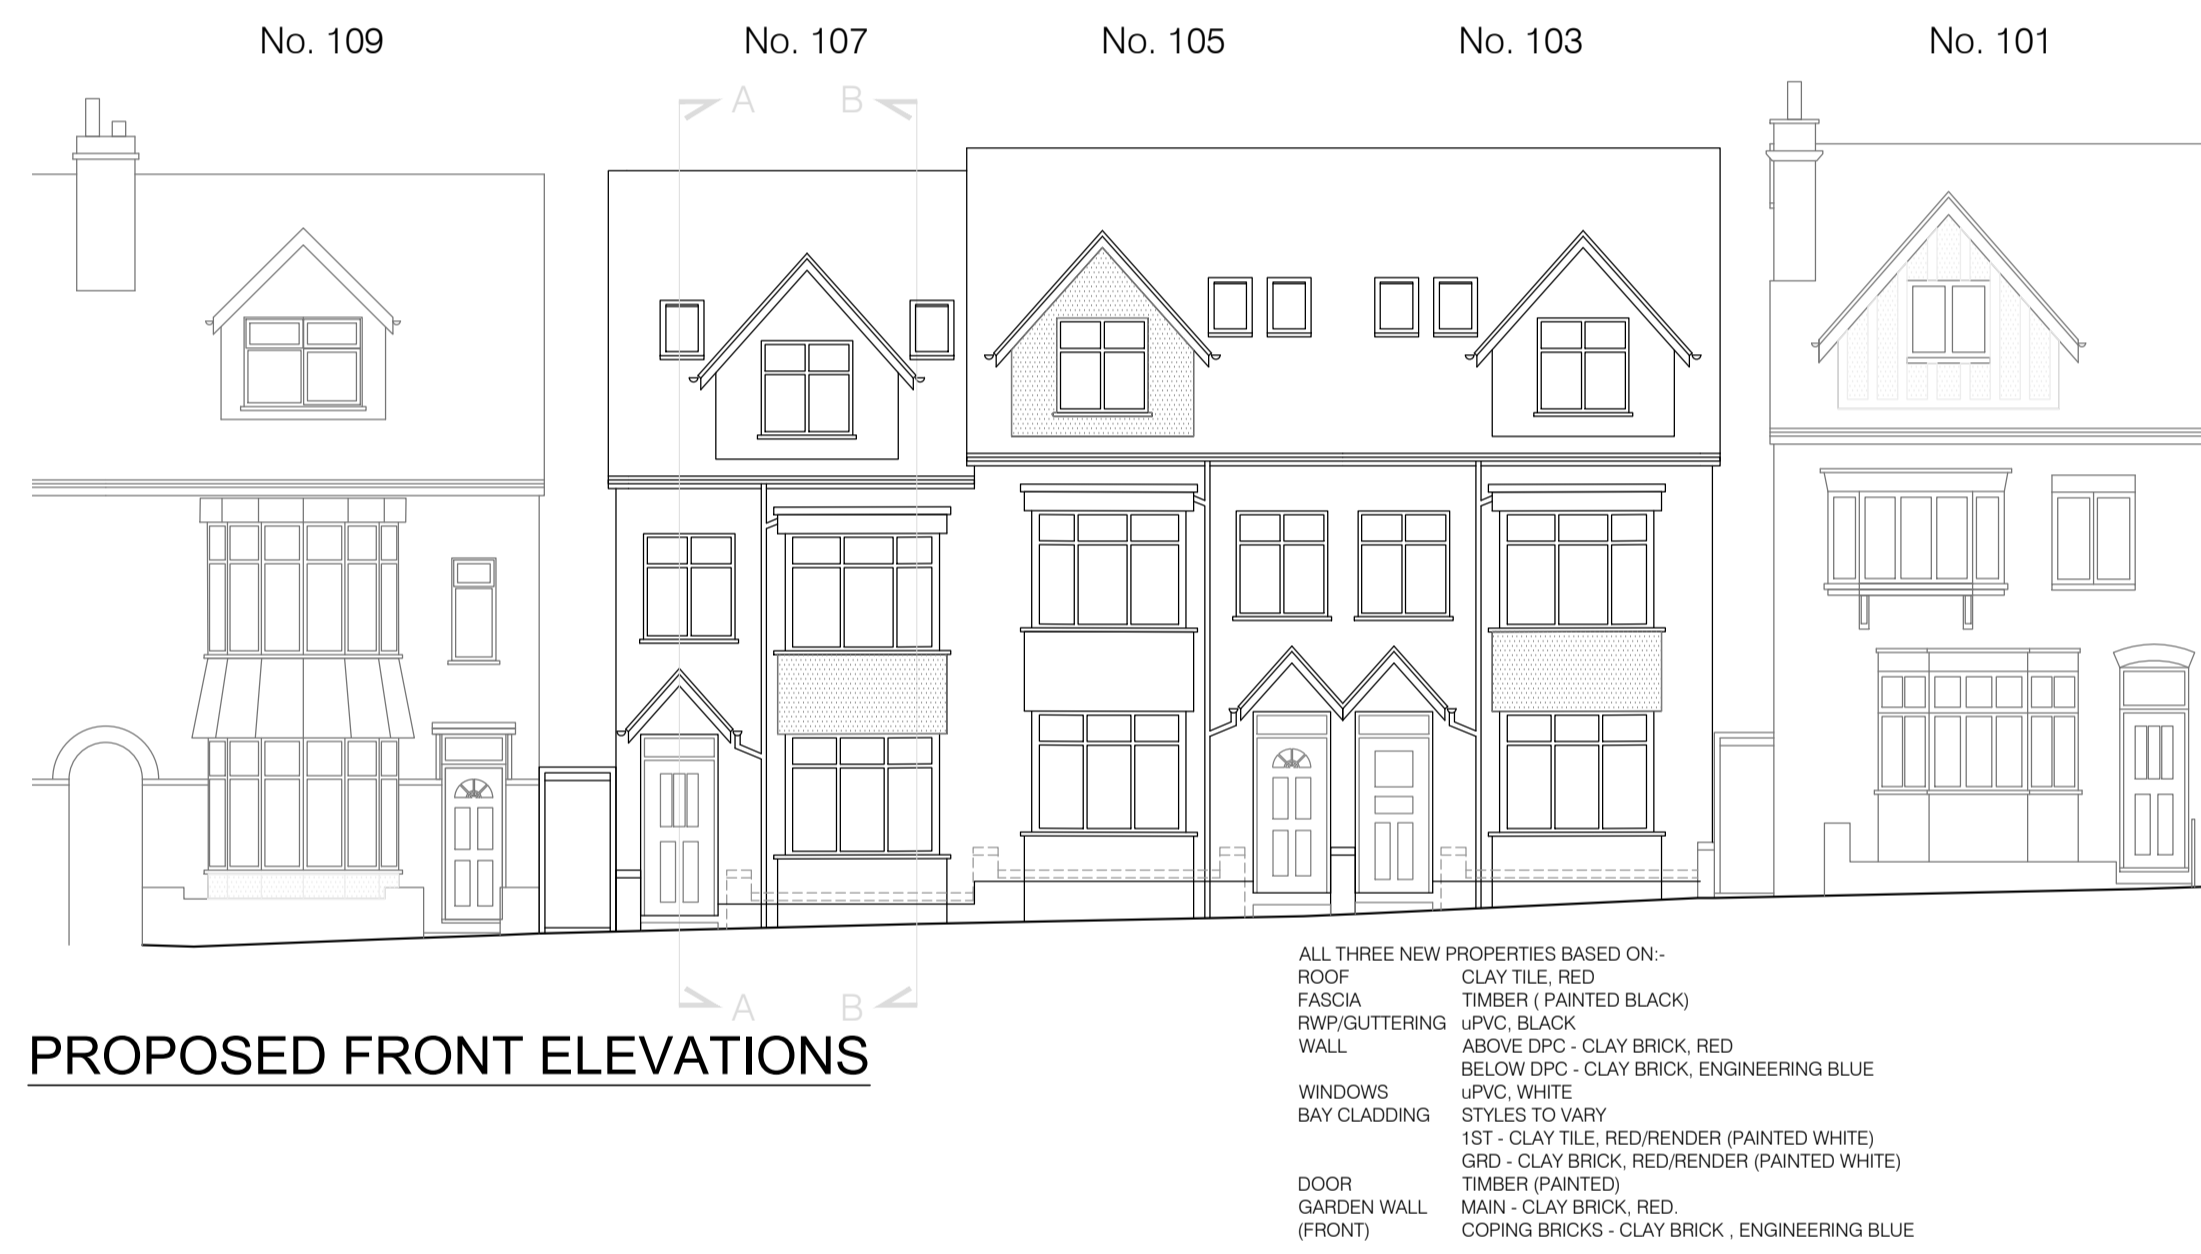 No. 109 No. 107 No. 105 No. 103 No. 101
A B
A B
PROPOSED FRONT ELEVATIONS
ALL THREE NEW PROPERTIES BASED ON:-
ROOF CLAY TILE, RED
FASCIA TIMBER ( PAINTED BLACK)
RWP/GUTTERING uPVC, BLACK
WALL ABOVE DPC - CLAY BRICK, RED
BELOW DPC - CLAY BRICK, ENGINEERING BLUE
WINDOWS uPVC, WHITE
BAY CLADDING STYLES TO VARY
1ST - CLAY TILE, RED/RENDER (PAINTED WHITE)
GRD - CLAY BRICK, RED/RENDER (PAINTED WHITE)
DOOR TIMBER (PAINTED)
GARDEN WALL MAIN - CLAY BRICK, RED.
(FRONT) COPING BRICKS - CLAY BRICK , ENGINEERING BLUE